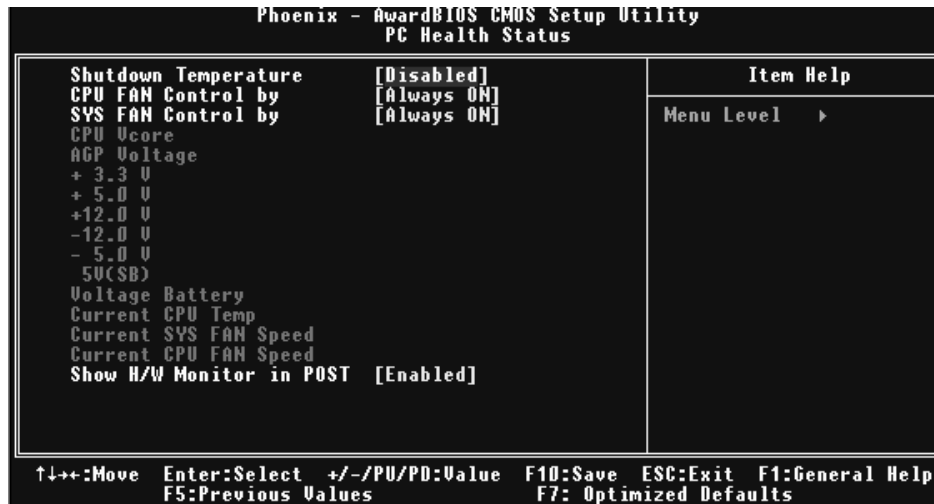 Phoenix - AwardBIOS CMOS Setup Utility
PC Health Status
Shutdown Temperature [Disabled]
CPU FAN Control by [Always ON]
SYS FAN Control by [Always ON]
CPU Vcore
AGP Voltage
+ 3.3 V
+ 5.0 V
+12.0 V
-12.0 V
- 5.0 V
5V(SB)
Voltage Battery
Current CPU Temp
Current SYS FAN Speed
Current CPU FAN Speed
Show H/W Monitor in POST [Enabled]
Item Help
Menu Level ▸
↑↓→←:Move Enter:Select +/-/PU/PD:Value F10:Save ESC:Exit F1:General Help
F5:Previous Values F7: Optimized Defaults